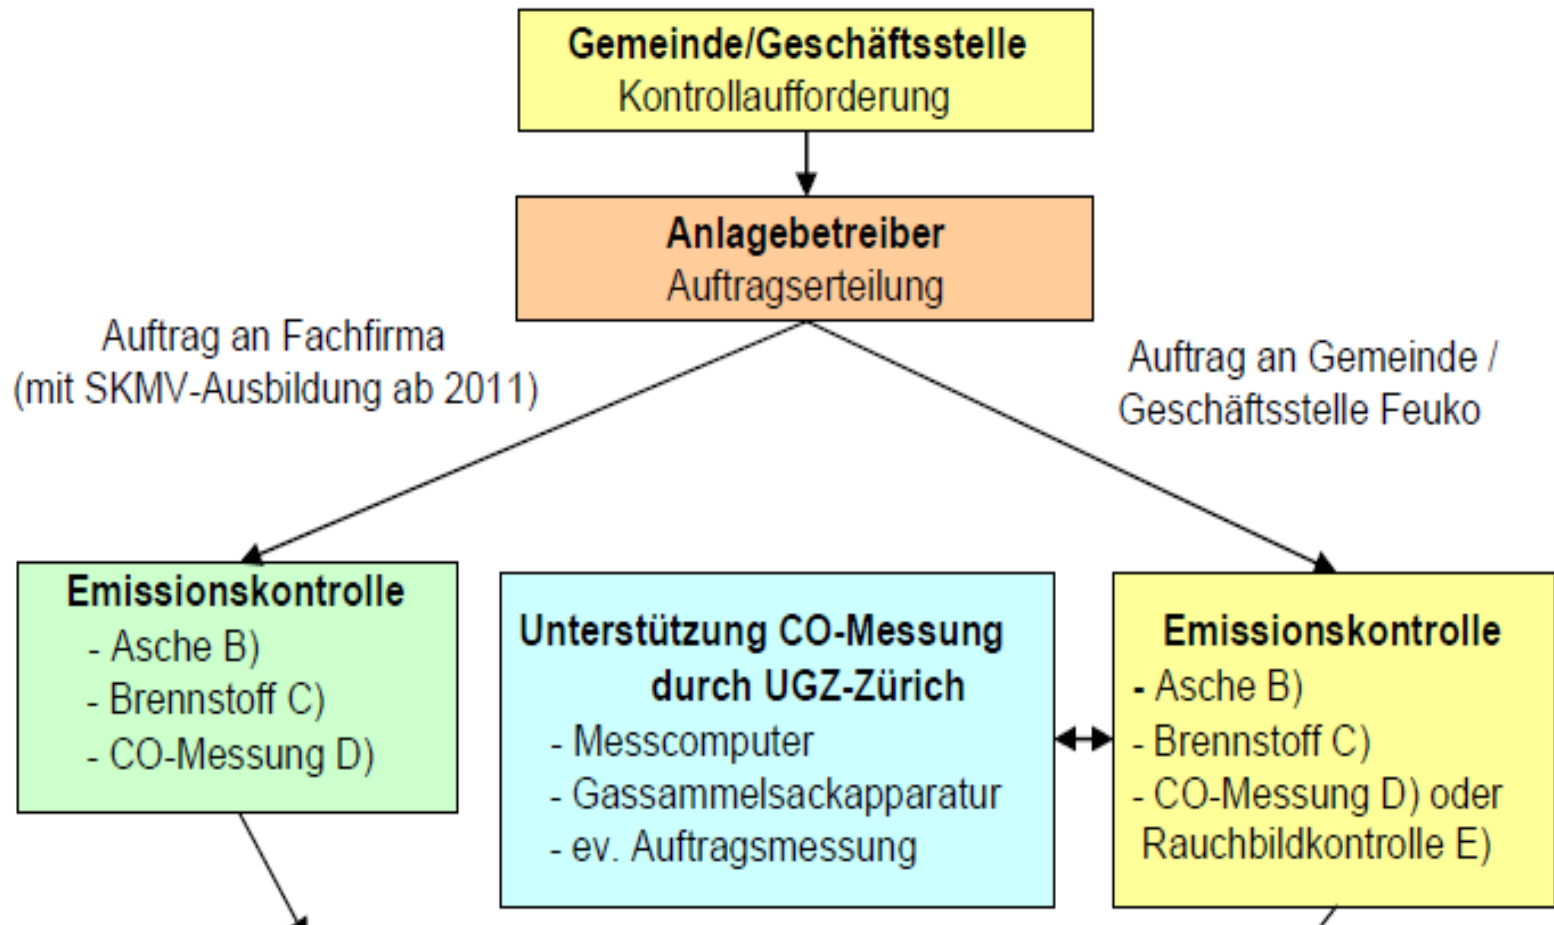 Gemeinde/Geschäftsstelle
Kontrollaufforderung
Anlagebetreiber
Auftragserteilung
Auftrag an Fachfirma
(mit SKMV-Ausbildung ab 2011)
Auftrag an Gemeinde /
Geschäftsstelle Feuko
Emissionskontrolle
- Asche B)
- Brennstoff C)
- CO-Messung D)
Unterstützung CO-Messung
durch UGZ-Zürich
- Messcomputer
- Gassammelsackapparatur
- ev. Auftragsmessung
Emissionskontrolle
- Asche B)
- Brennstoff C)
- CO-Messung D) oder
Rauchbildkontrolle E)